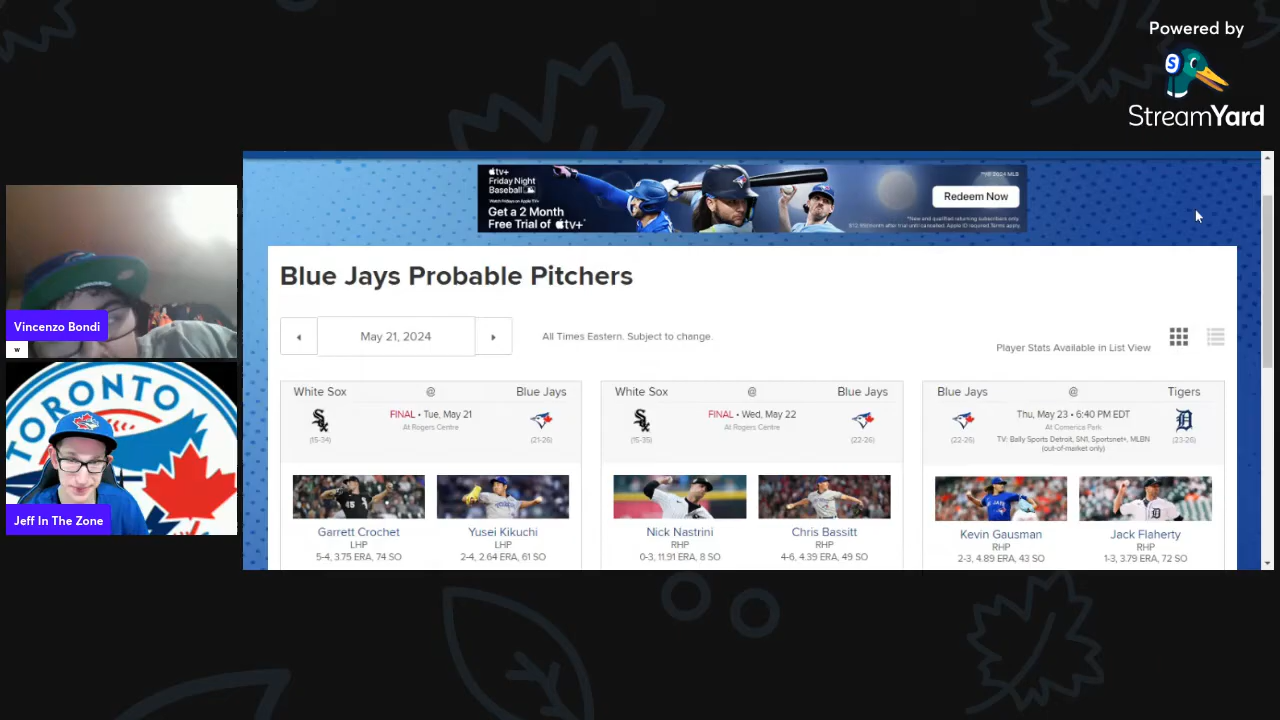 Powered by
StreamYard
tv+
Friday Night
Baseball
Get a 2 Month
Free Trial of tv+
Redeem Now
*New and qualified returning subscribers only.
Blue Jays Probable Pitchers
May 21, 2024
All Times Eastern. Subject to change.
Player Stats Available in List View
White Sox @ Blue Jays
FINAL • Tue, May 21
At Rogers Centre
(15-34) (21-26)
Garrett Crochet
LHP
5-4, 3.75 ERA, 74 SO
Yusei Kikuchi
LHP
2-4, 2.64 ERA, 61 SO
White Sox @ Blue Jays
FINAL • Wed, May 22
At Rogers Centre
(15-35) (22-26)
Nick Nastrini
RHP
0-3, 11.91 ERA, 8 SO
Chris Bassitt
RHP
4-6, 4.39 ERA, 49 SO
Blue Jays @ Tigers
Thu, May 23 • 6:40 PM EDT
At Comerica Park
TV: Bally Sports Detroit, SN1, Sportsnet+, MLBN
(out-of-market only)
(22-26) (23-26)
Kevin Gausman
RHP
2-3, 4.89 ERA, 43 SO
Jack Flaherty
RHP
1-3, 3.79 ERA, 72 SO
Vincenzo Bondi
w
TORONTO
Jeff In The Zone